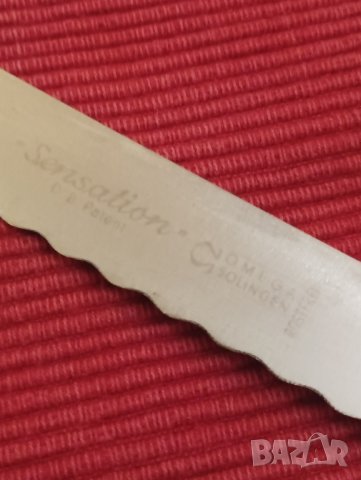 "Sensation"
D. R. Patent
OMEGA
SOLINGEN
ROSTFREI
BAZAR